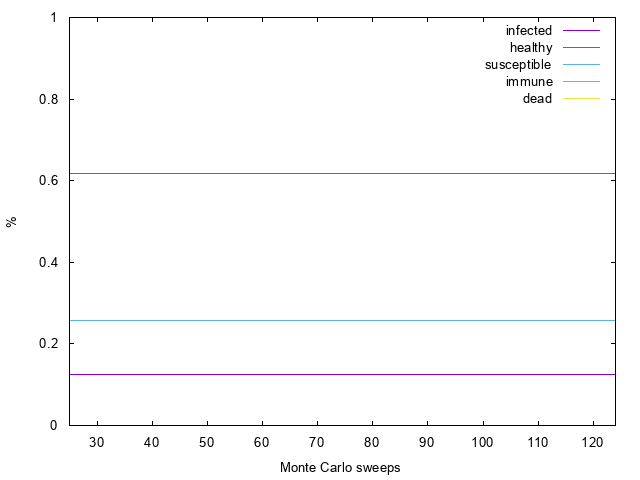 1
0.8
0.6
0.4
0.2
0
%
infected
healthy
susceptible
immune
dead
30 40 50 60 70 80 90 100 110 120
Monte Carlo sweeps